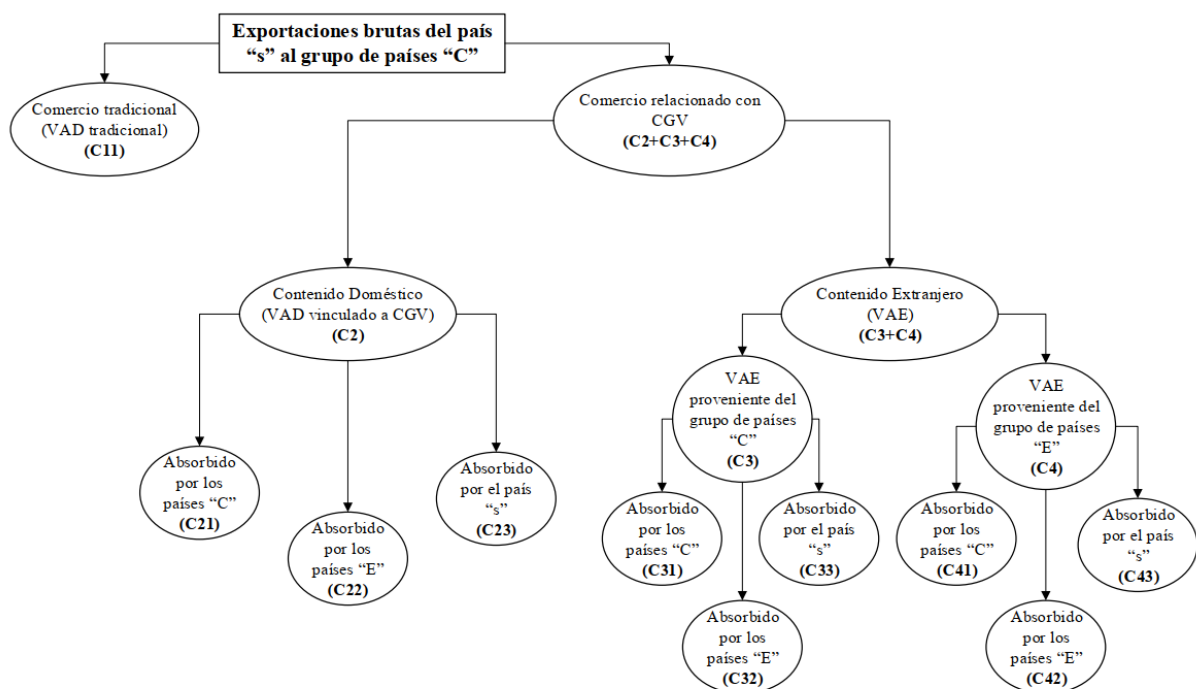 Exportaciones brutas del país
“s” al grupo de países “C”
Comercio tradicional
(VAD tradicional)
(C11)
Comercio relacionado con
CGV
(C2+C3+C4)
Contenido Doméstico
(VAD vinculado a CGV)
(C2)
Contenido Extranjero
(VAE)
(C3+C4)
VAE
proveniente del
grupo de países
“C”
(C3)
VAE
proveniente del
grupo de países
“E”
(C4)
Absorbido
por los
países “C”
(C21)
Absorbido
por los
países “E”
(C22)
Absorbido
por el país
“s”
(C23)
Absorbido
por los
países “C”
(C31)
Absorbido
por los
países “E”
(C32)
Absorbido
por el país
“s”
(C33)
Absorbido
por los
países “C”
(C41)
Absorbido
por los
países “E”
(C42)
Absorbido
por el país
“s”
(C43)